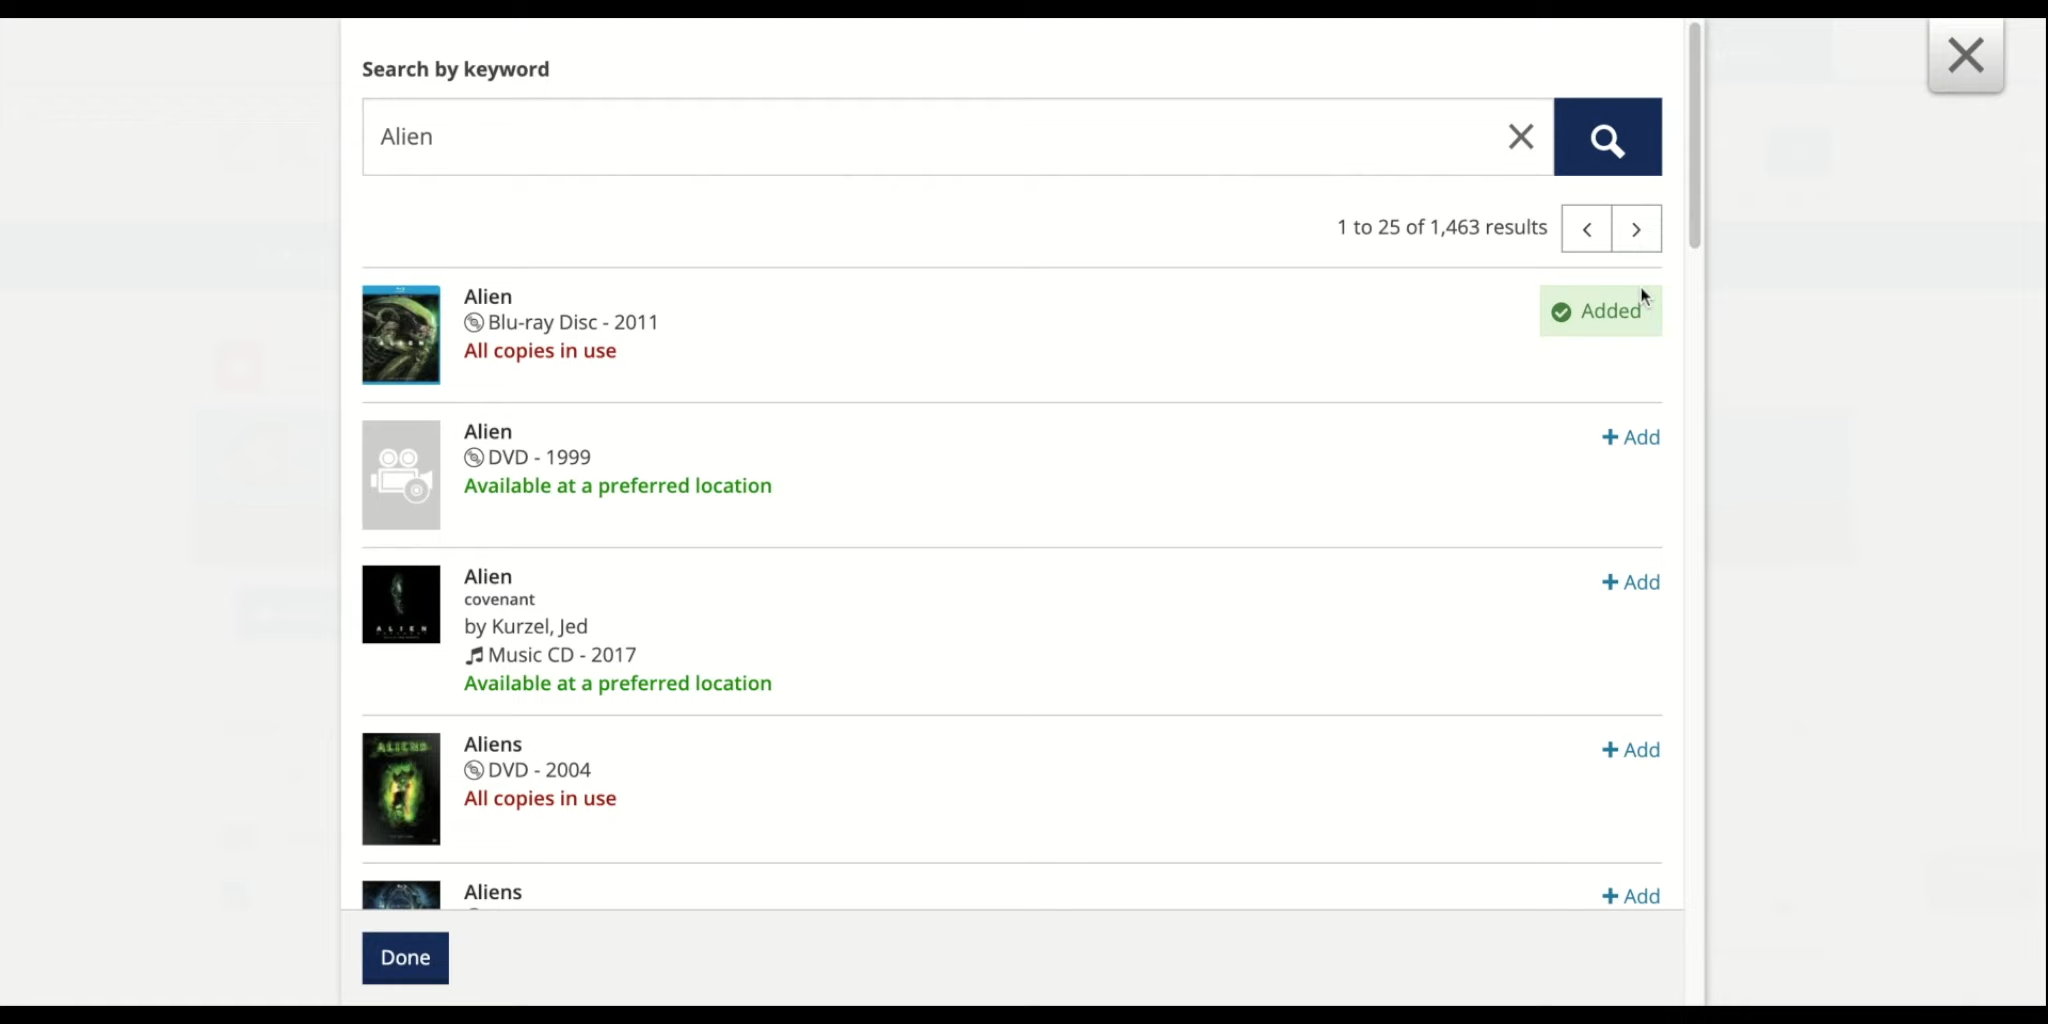 Search by keyword
Alien
1 to 25 of 1,463 results
Alien
Blu-ray Disc - 2011
All copies in use
Added
Alien
DVD - 1999
Available at a preferred location
+ Add
Alien
covenant
by Kurzel, Jed
Music CD - 2017
Available at a preferred location
+ Add
ALIEN
Aliens
DVD - 2004
All copies in use
+ Add
ALIENS
Aliens
+ Add
Done